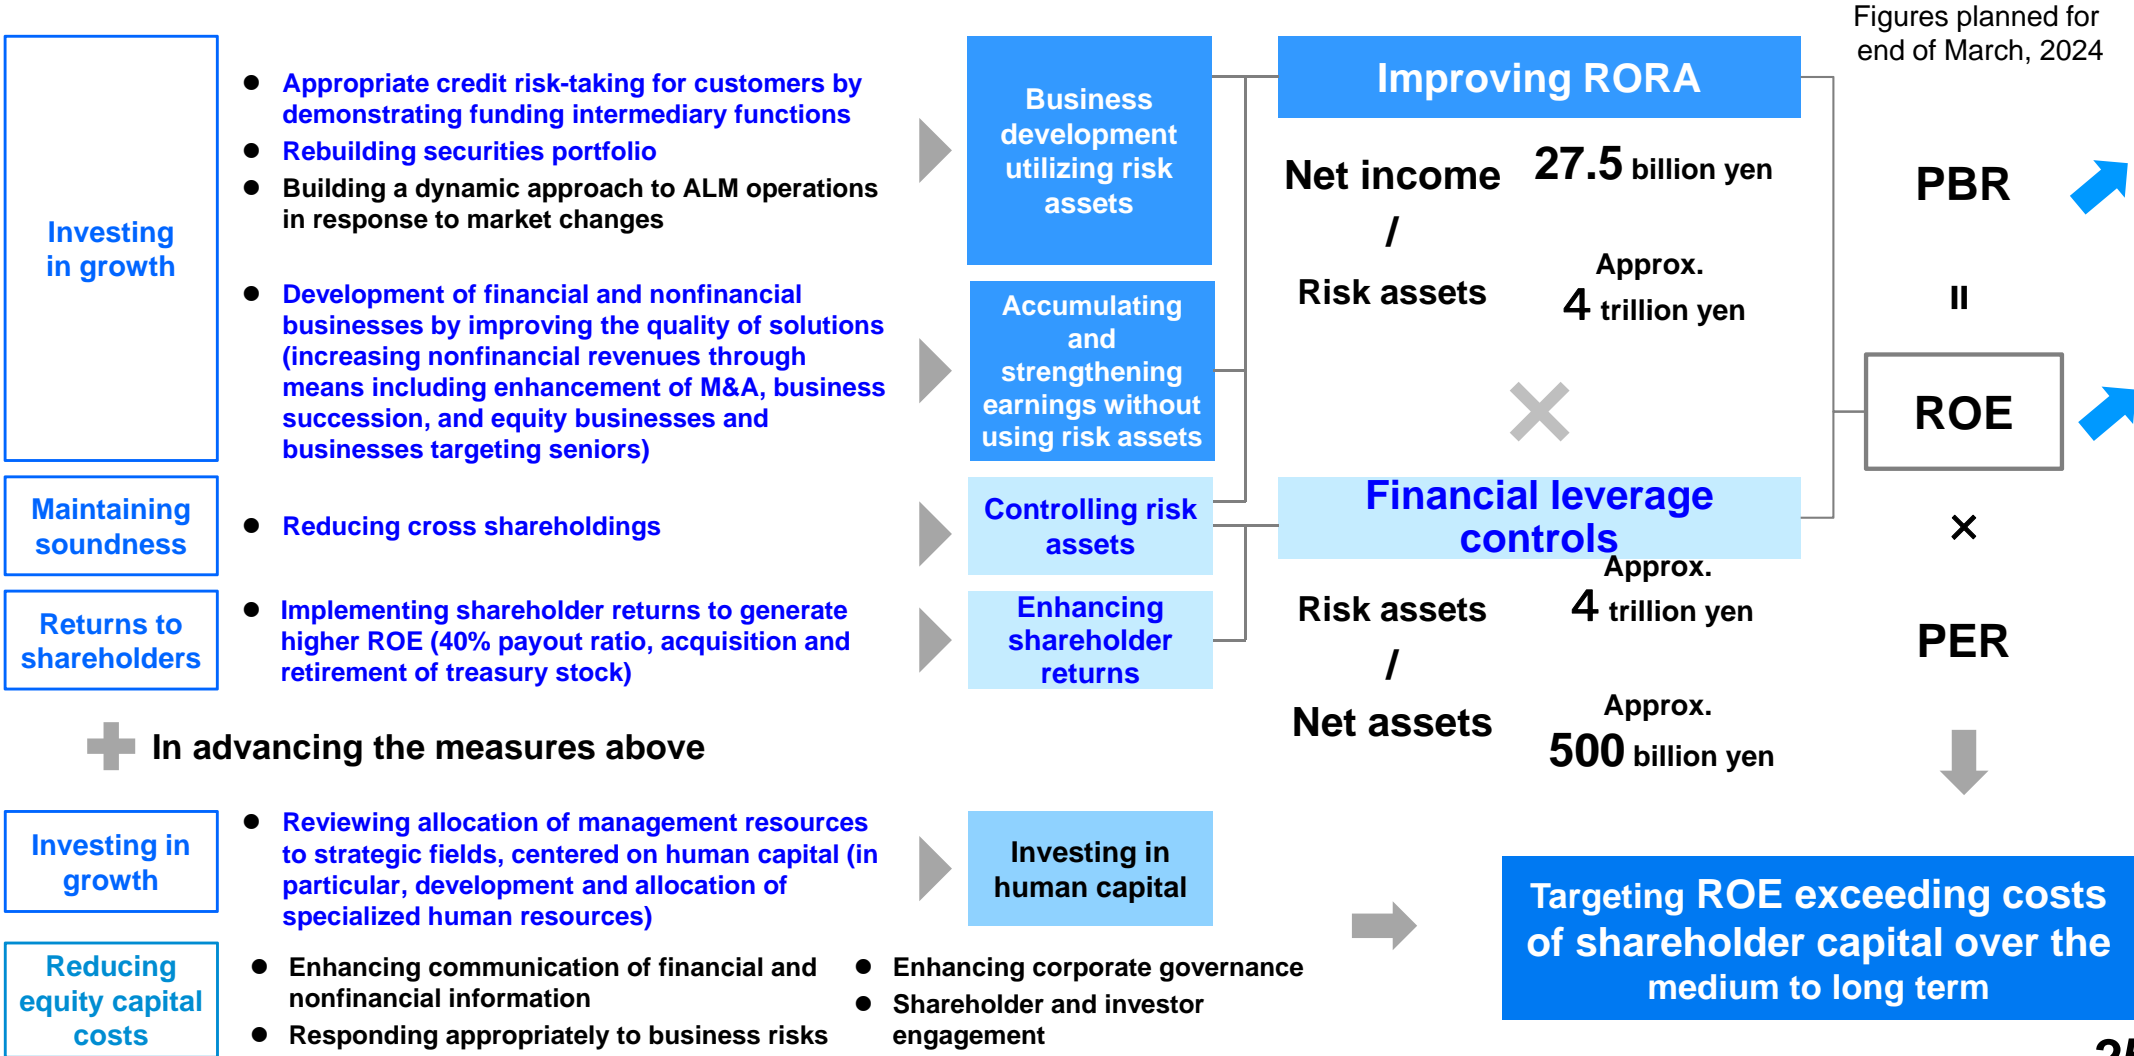 Figures planned for
end of March, 2024
Investing
in growth
● Appropriate credit risk-taking for customers by
demonstrating funding intermediary functions
● Rebuilding securities portfolio
● Building a dynamic approach to ALM operations
in response to market changes
● Development of financial and nonfinancial
businesses by improving the quality of solutions
(increasing nonfinancial revenues through
means including enhancement of M&A, business
succession, and equity businesses and
businesses targeting seniors)
Business
development
utilizing risk
assets
Accumulating
and
strengthening
earnings without
using risk assets
Maintaining
soundness
● Reducing cross shareholdings
Controlling risk
assets
Returns to
shareholders
● Implementing shareholder returns to generate
higher ROE (40% payout ratio, acquisition and
retirement of treasury stock)
Enhancing
shareholder
returns
Improving RORA
Net income 27.5 billion yen
/
Risk assets
Approx.
4 trillion yen
×
Financial leverage
controls
Risk assets
Approx.
4 trillion yen
/
Net assets
Approx.
500 billion yen
PBR
=
ROE
×
PER
In advancing the measures above
Investing in
growth
● Reviewing allocation of management resources
to strategic fields, centered on human capital (in
particular, development and allocation of
specialized human resources)
Investing in
human capital
Reducing
equity capital
costs
● Enhancing communication of financial and
nonfinancial information
● Responding appropriately to business risks
● Enhancing corporate governance
● Shareholder and investor
engagement
Targeting ROE exceeding costs
of shareholder capital over the
medium to long term